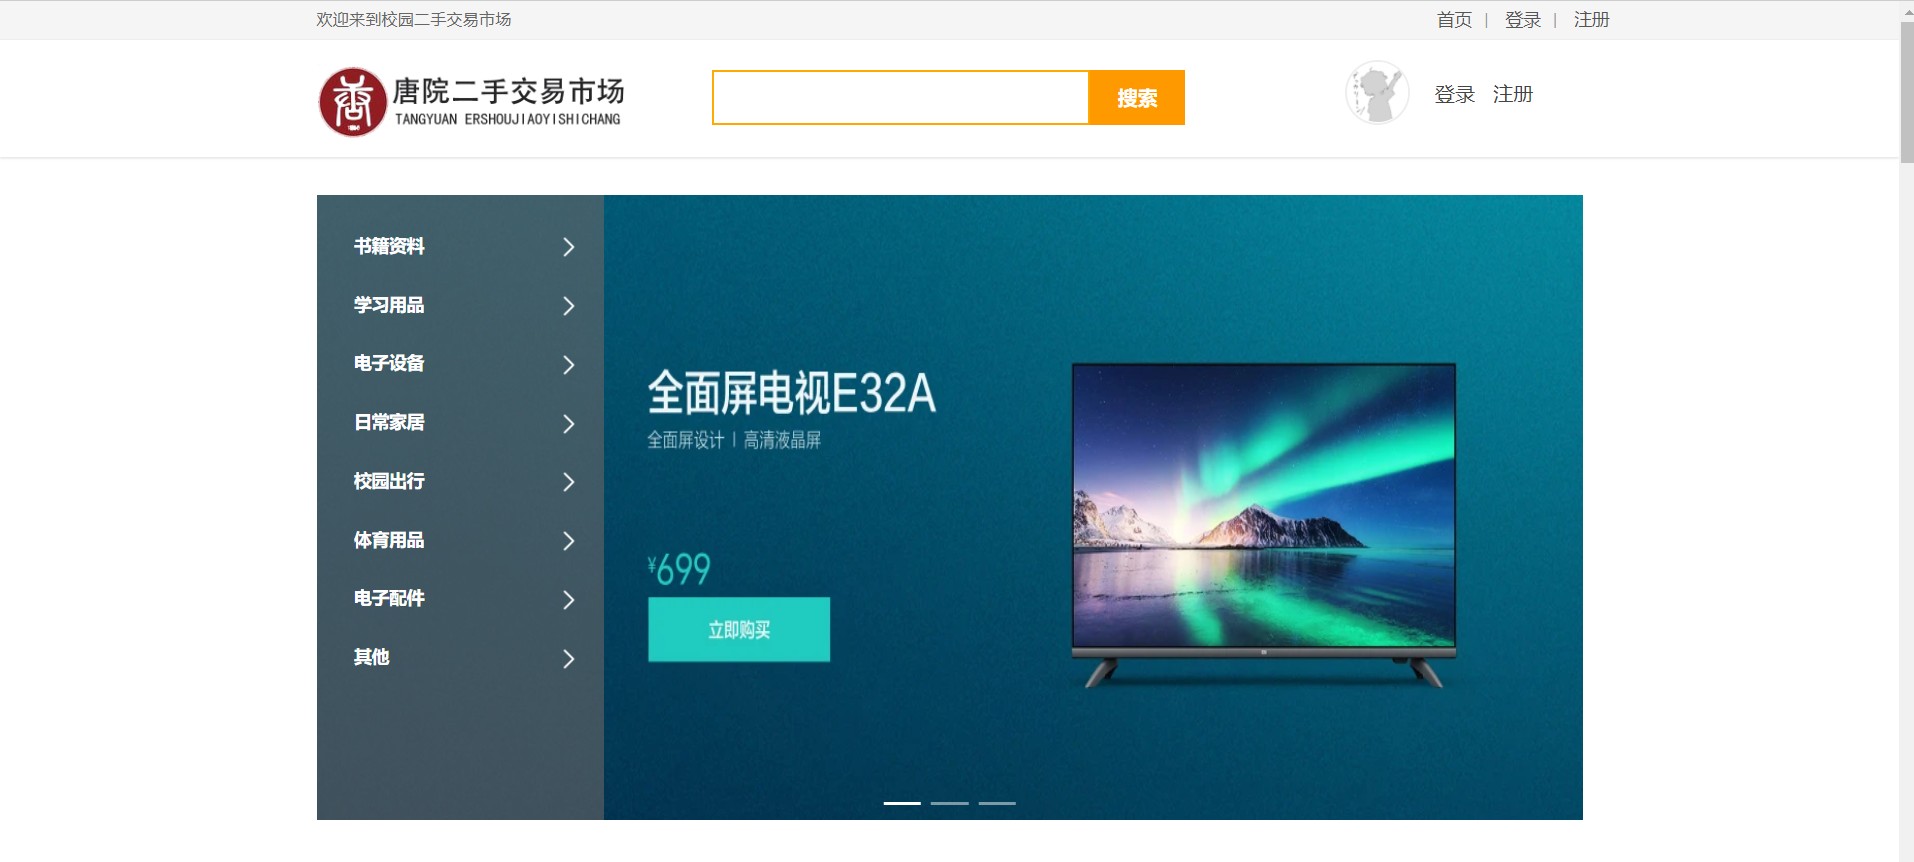 欢迎来到校园二手交易市场
首页 | 登录 | 注册
唐院二手交易市场
TANGYUAN ERSHOUJIAOYISHICHANG
搜索
登录 注册
书籍资料
学习用品
电子设备
日常家居
校园出行
体育用品
电子配件
其他
全面屏电视E32A
全面屏设计 | 高清液晶屏
¥699
立即购买